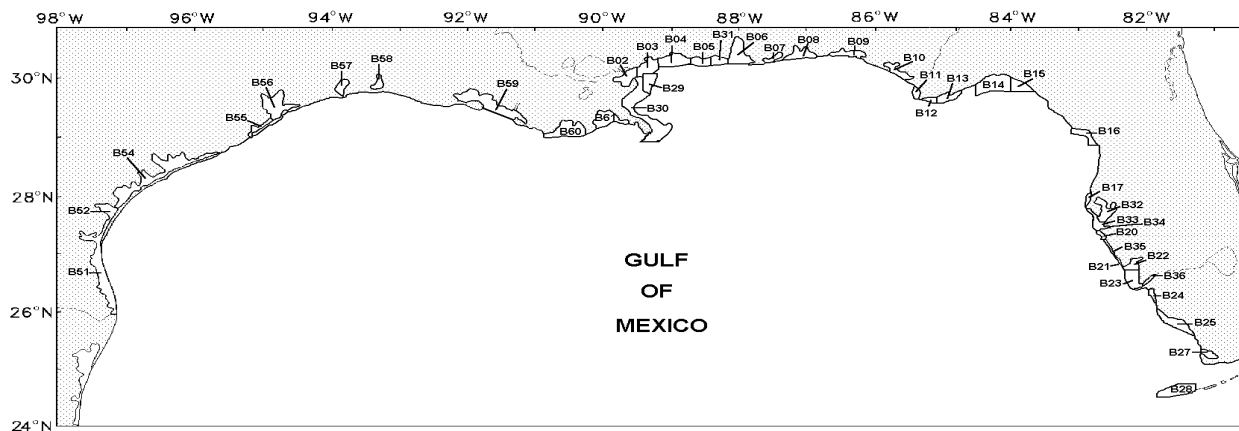 98°W 96°W 94°W 92°W 90°W 88°W 86°W 84°W 82°W
B31
B04 B06
B03 B05 B07 B08 B09
B02 B10
30°N B56 B57 B58 B59 B29 B11 B13 B14 B15
B30 B12
B55 B60 B61
B16
B54
28°N B17
B52 B32
B33 B34
B20
B35
B51 GULF B21 B22
B23 B36
OF B24
26°N MEXICO B25
B27
B28
24°N